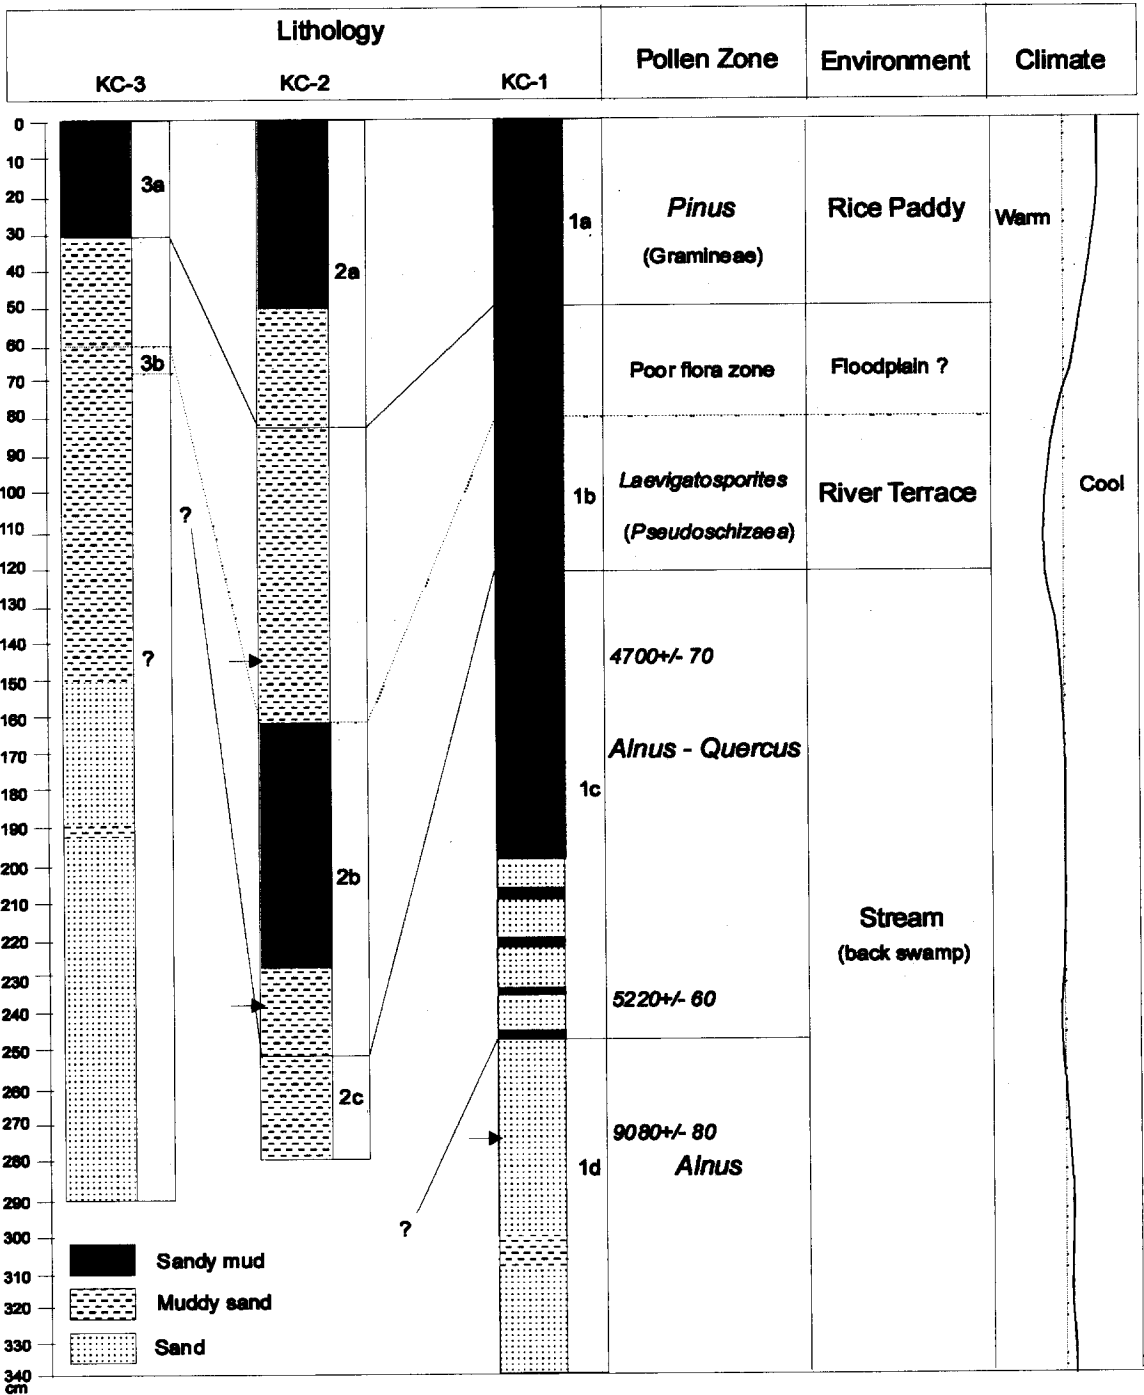 Lithology
Pollen Zone
Environment
Climate
KC-3
KC-2
KC-1
0
10
20
30
40
50
60
70
80
90
100
110
120
130
140
150
160
170
180
190
200
210
220
230
240
250
260
270
280
290
300
310
320
330
340
cm
3a
3b
?
?
2a
2b
2c
?
1a
1b
1c
1d
Pinus
(Gramineae)
Poor flora zone
Laevigatosporites
(Pseudoschizaea)
4700+/- 70
Alnus - Quercus
5220+/- 60
9080+/- 80
Alnus
Rice Paddy
Floodplain ?
River Terrace
Stream
(back swamp)
Warm
Cool
Sandy mud
Muddy sand
Sand